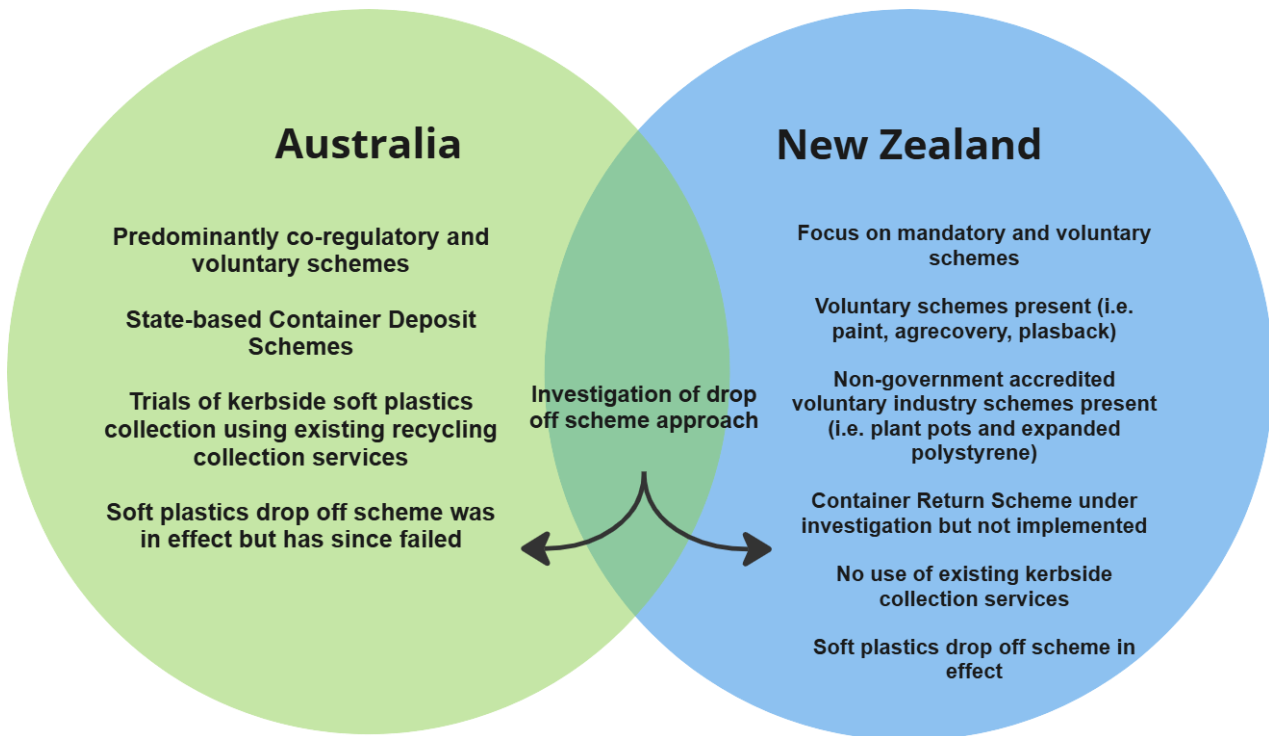 Australia
Predominantly co-regulatory and
voluntary schemes
State-based Container Deposit
Schemes
Trials of kerbside soft plastics
collection using existing recycling
collection services
Soft plastics drop off scheme was
in effect but has since failed
Investigation of drop
off scheme approach
New Zealand
Focus on mandatory and voluntary
schemes
Voluntary schemes present (i.e.
paint, agrecovery, plasback)
Non-government accredited
voluntary industry schemes present
(i.e. plant pots and expanded
polystyrene)
Container Return Scheme under
investigation but not implemented
No use of existing kerbside
collection services
Soft plastics drop off scheme in
effect